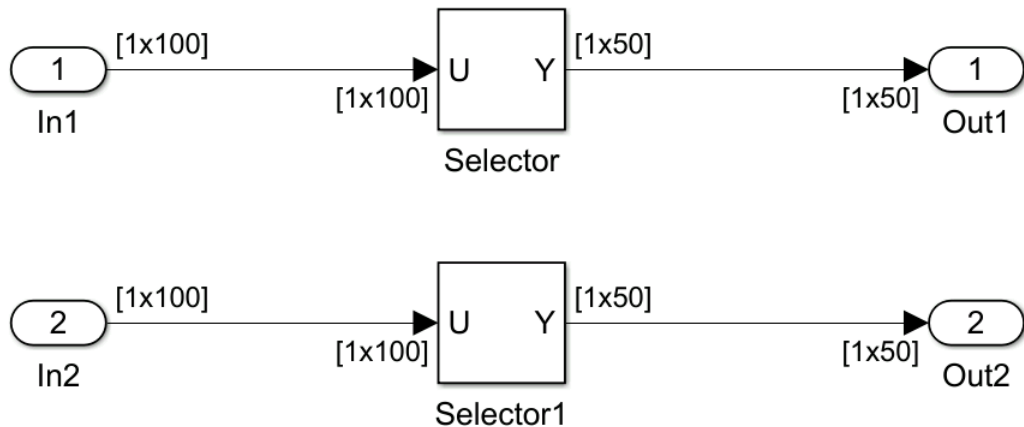 [1x100]
[1x50]
1
U
Y
1
[1x100]
[1x50]
In1
Out1
Selector
[1x100]
[1x50]
2
U
Y
2
[1x100]
[1x50]
In2
Out2
Selector1